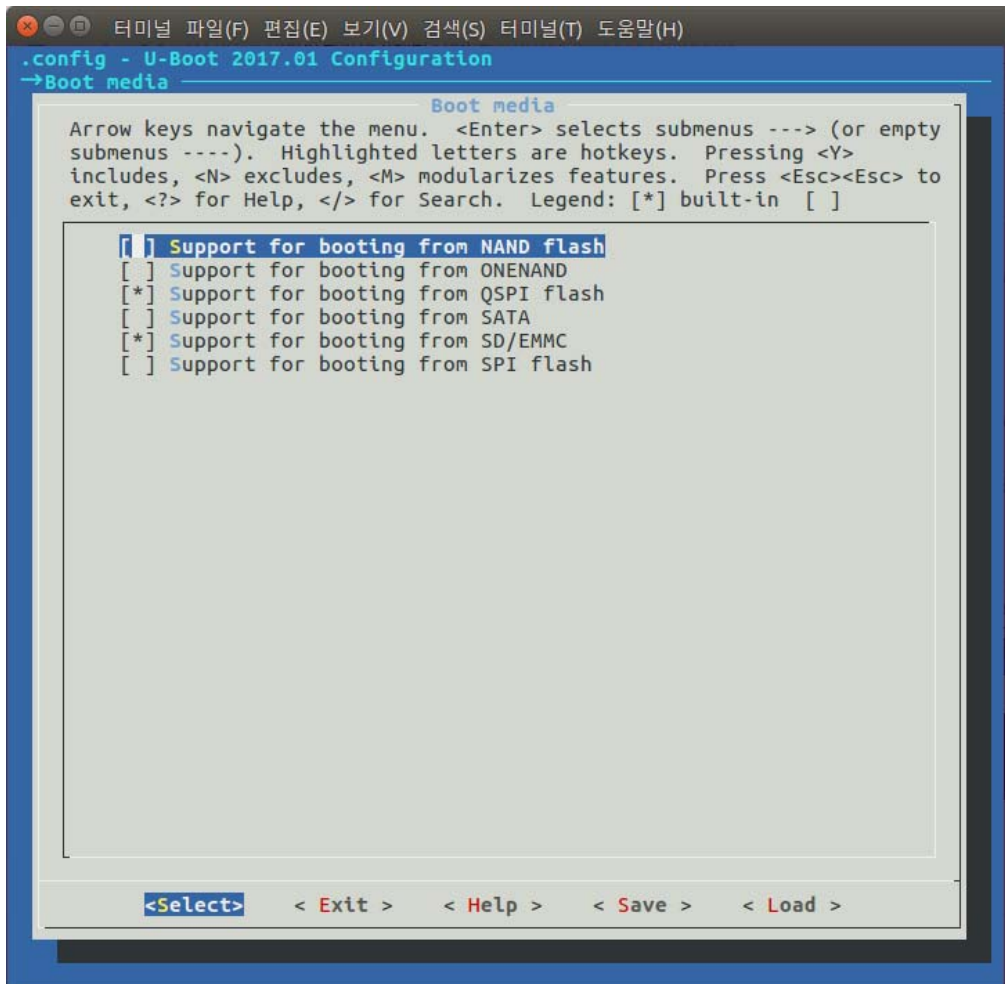 터미널 파일(F) 편집(E) 보기(V) 검색(S) 터미널(T) 도움말(H)
.config - U-Boot 2017.01 Configuration
→Boot media
Boot media
Arrow keys navigate the menu.  <Enter> selects submenus ---> (or empty
submenus ----).  Highlighted letters are hotkeys.  Pressing <Y>
includes, <N> excludes, <M> modularizes features.  Press <Esc><Esc> to
exit, <?> for Help, </> for Search.  Legend: [*] built-in  [ ]
[ ] Support for booting from NAND flash
[ ] Support for booting from ONENAND
[*] Support for booting from QSPI flash
[ ] Support for booting from SATA
[*] Support for booting from SD/EMMC
[ ] Support for booting from SPI flash
<Select>    < Exit >    < Help >    < Save >    < Load >